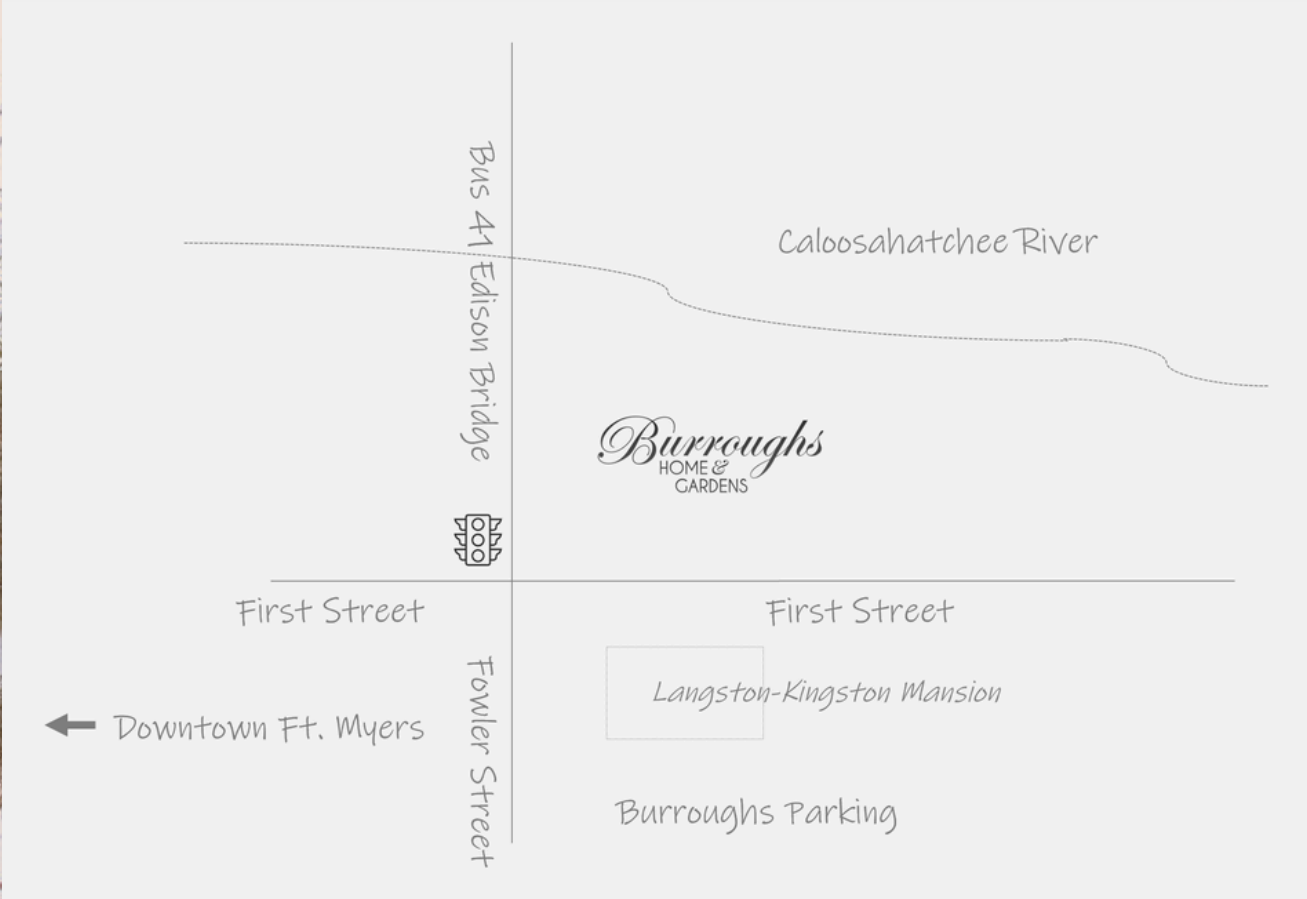 Bus 41 Edison Bridge
Caloosahatchee River
Burroughs
HOME &
GARDENS
First Street
First Street
Fowler Street
Langston-Kingston Mansion
Downtown Ft. Myers
Burroughs Parking